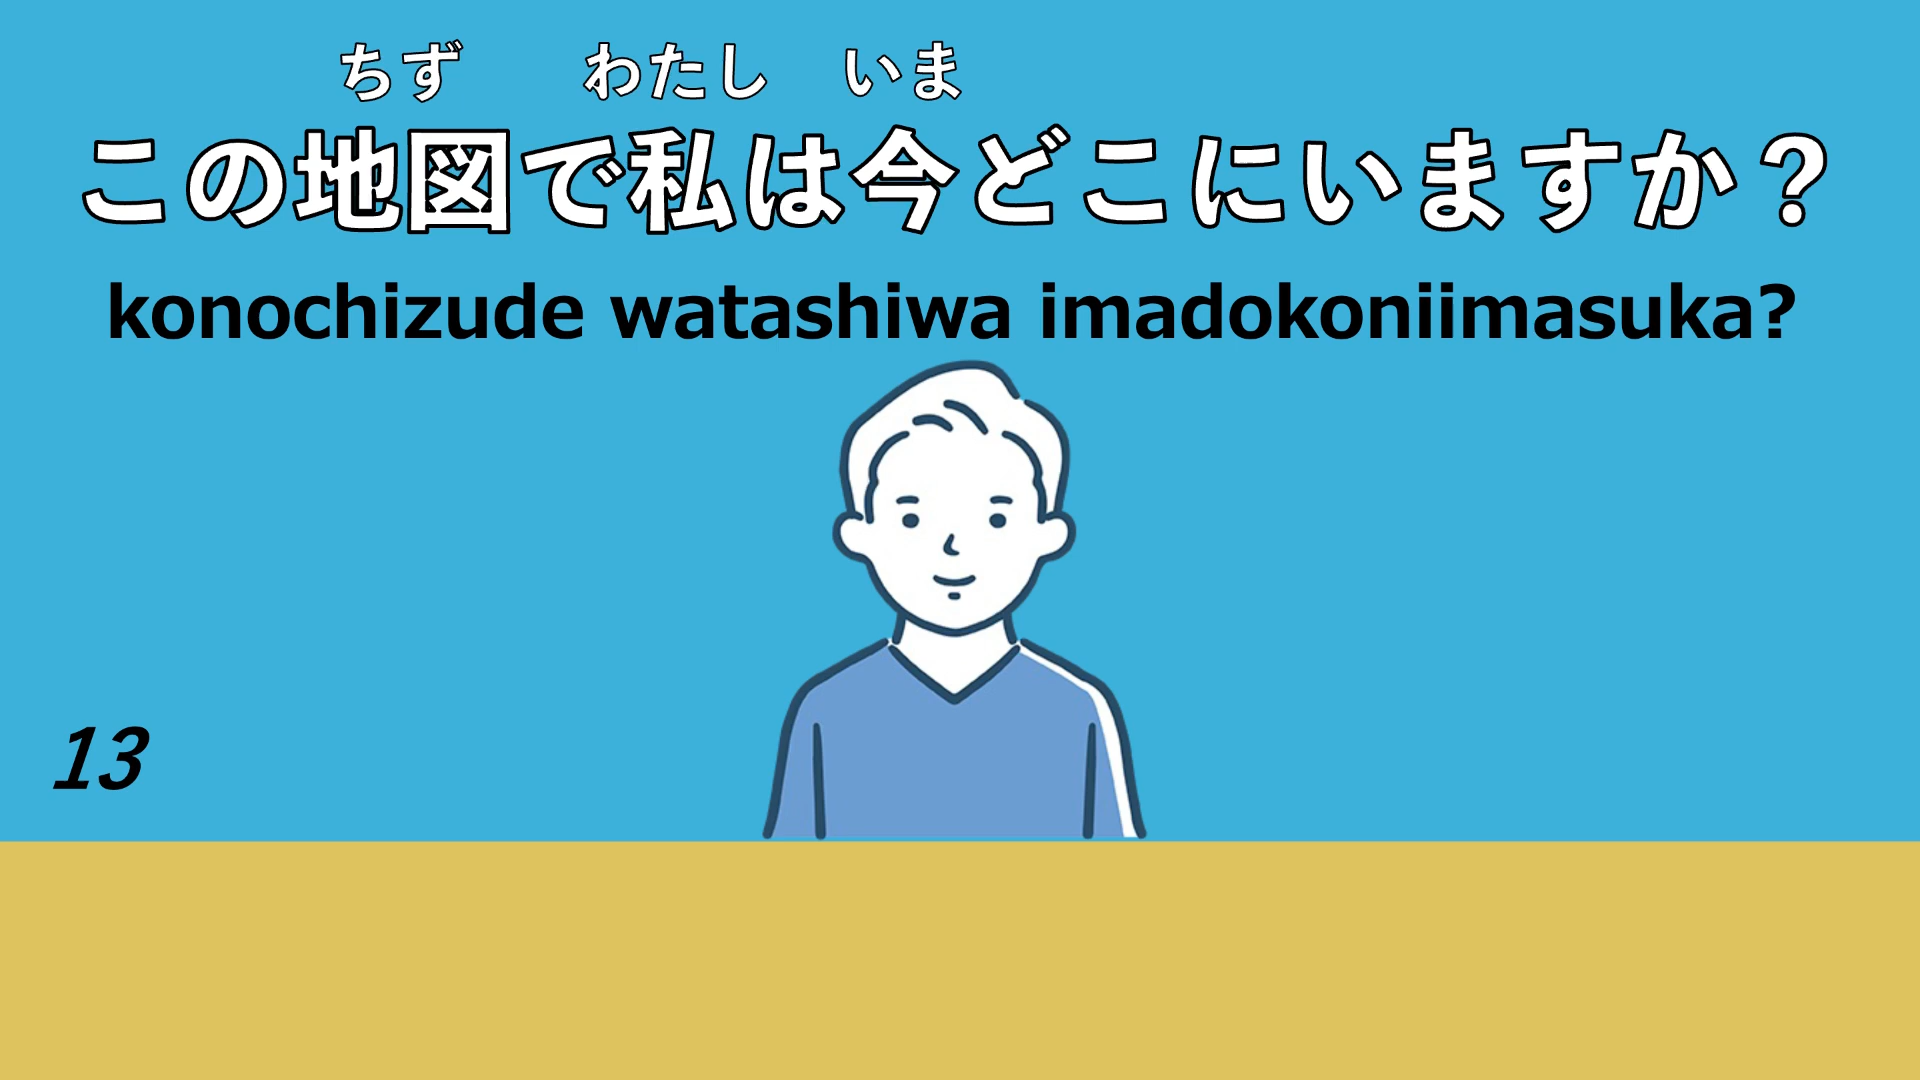 ちず わたし いま
この地図で私は今どこにいますか？
konochizude watashiwa imadokoniimasuka?
13